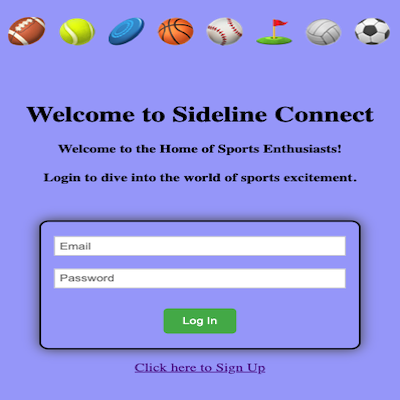 Welcome to Sideline Connect
Welcome to the Home of Sports Enthusiasts!
Login to dive into the world of sports excitement.
Email
Password
Log In
Click here to Sign Up